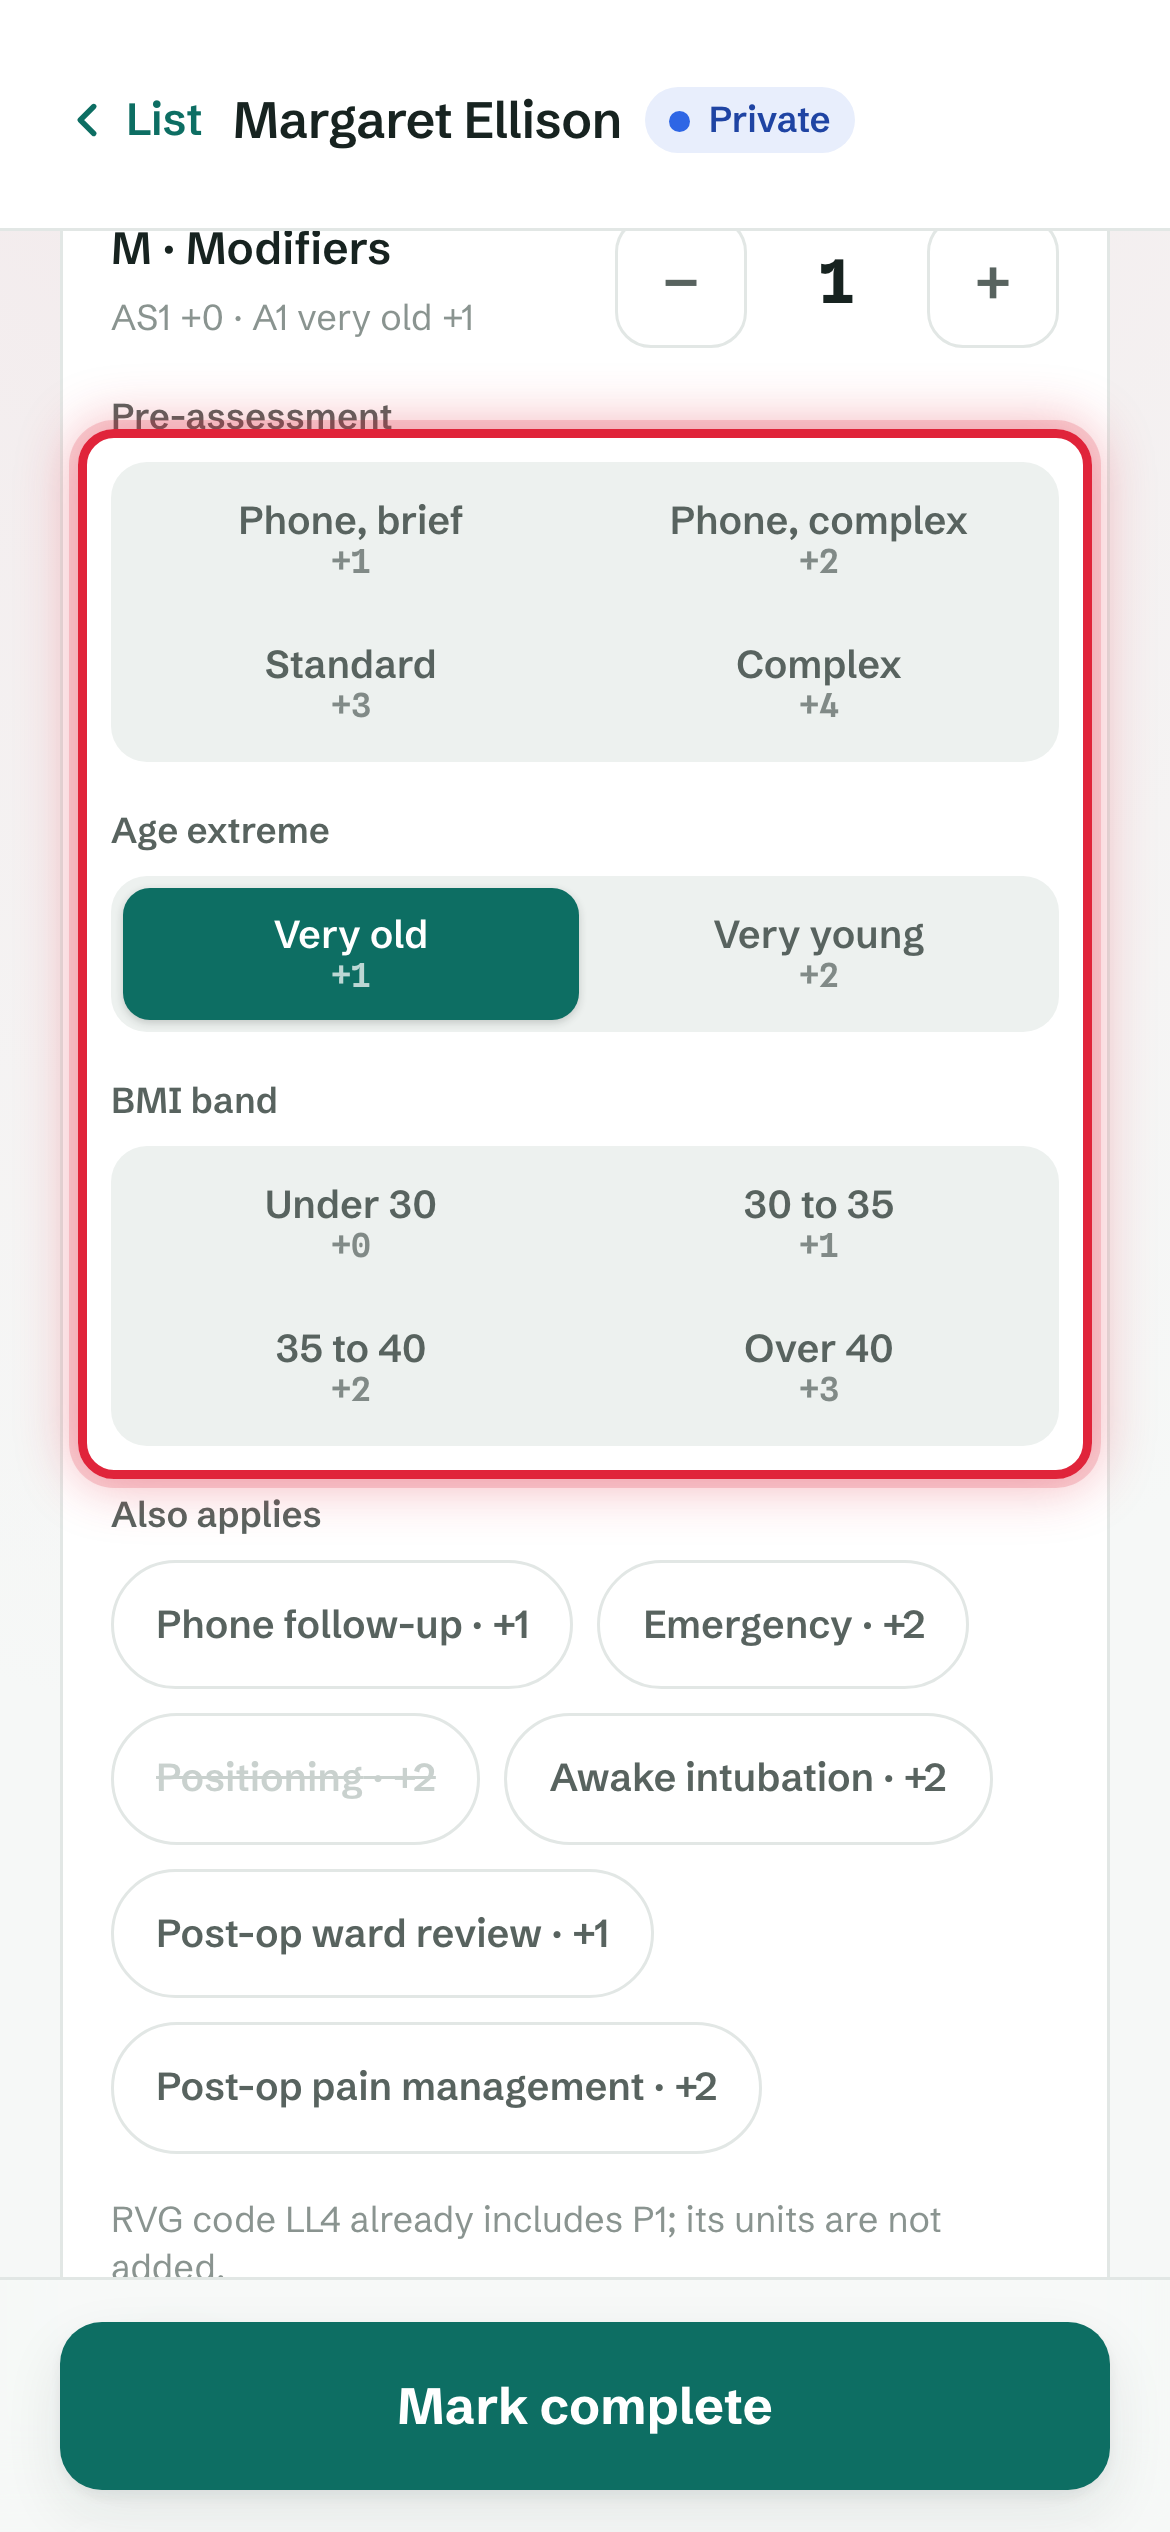 List Margaret Ellison Private
M · Modifiers
AS1 +0 · A1 very old +1
− 1 +
Pre-assessment
Phone, brief
+1
Phone, complex
+2
Standard
+3
Complex
+4
Age extreme
Very old
+1
Very young
+2
BMI band
Under 30
+0
30 to 35
+1
35 to 40
+2
Over 40
+3
Also applies
Phone follow-up · +1
Emergency · +2
Positioning · +2
Awake intubation · +2
Post-op ward review · +1
Post-op pain management · +2
RVG code LL4 already includes P1; its units are not
added.
Mark complete